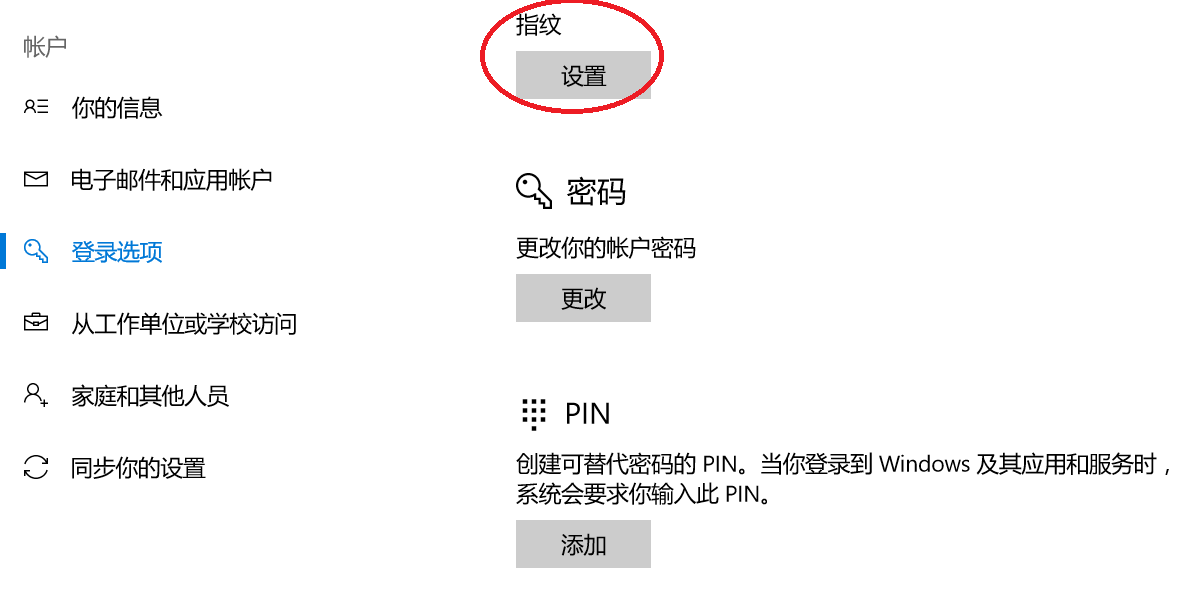 帐户
你的信息
电子邮件和应用帐户
登录选项
从工作单位或学校访问
家庭和其他人员
同步你的设置
指纹
设置
密码
更改你的帐户密码
更改
PIN
创建可替代密码的 PIN。当你登录到 Windows 及其应用和服务时，
系统会要求你输入此 PIN。
添加